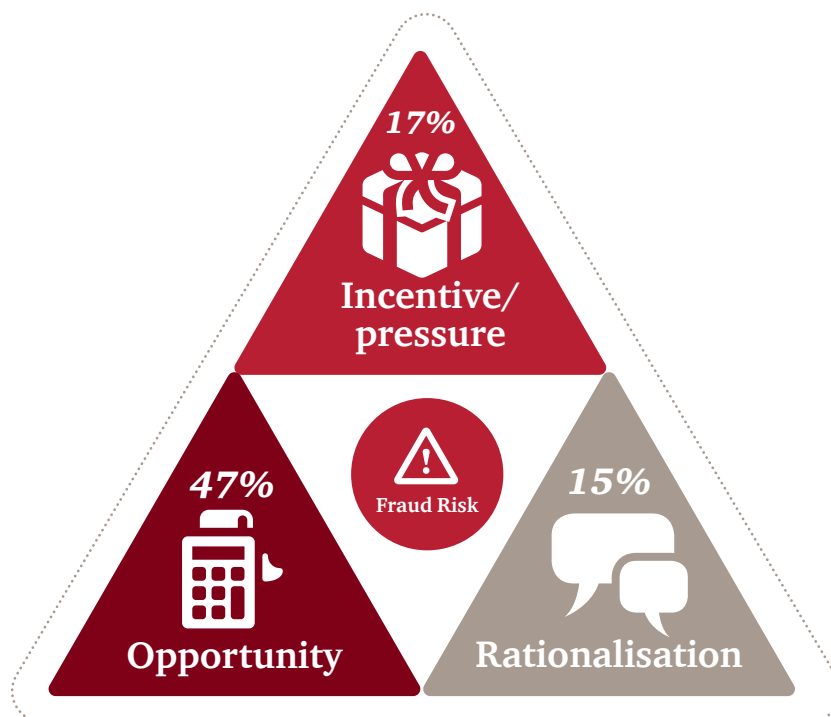 17%
Incentive/
pressure
47%
Opportunity
Fraud Risk
15%
Rationalisation